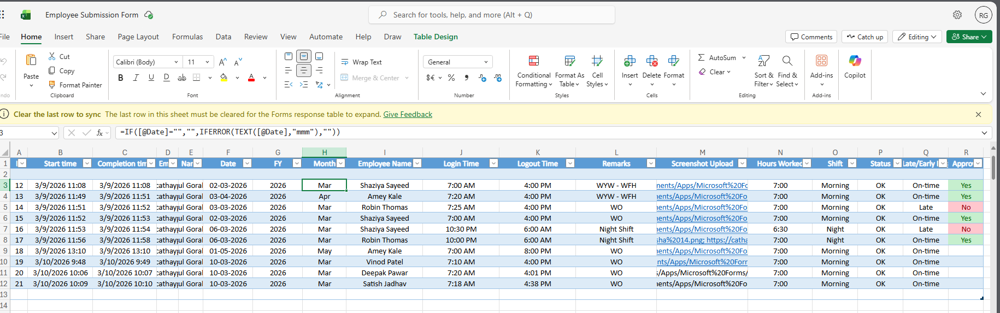 Employee Submission Form
Search for tools, help, and more (Alt + Q)
RG
File Home Insert Share Page Layout Formulas Data Review View Automate Help Draw Table Design
Comments Catch up Editing Share
Paste
Cut
Copy
Format Painter
Clipboard
Calibri (Body) 11
B I U D ab A
Font
Wrap Text
Merge & Center
Alignment
General
$€ % 9
Number
Conditional Formatting
Format As Table
Cell Styles
Styles
Insert Delete Format
Cells
AutoSum
Clear
Sort & Filter
Find & Select
Editing
Add-ins
Add-ins
Copilot
Clear the last row to sync The last row in this sheet must be cleared for the Forms response table to expand. Give Feedback
3 fx =IF([@Date]="","",IFERROR(TEXT([@Date],"mmm"),""))
A B C D E F G H I J K L M N O P Q R
1 Start time Completion tim Em Nar Date FY Month Employee Name Login Time Logout Time Remarks Screenshot Upload Hours Worked Shift Status Late/Early Approv
2
3 12 3/9/2026 11:08 3/9/2026 11:08 cathay ul Goral 02-03-2026 2026 Mar Shaziya Sayeed 7:00 AM 4:00 PM WYW - WFH nents/Apps/Microsoft%20Fo 7:00 Morning OK On-time Yes
4 13 3/9/2026 11:49 3/9/2026 11:51 cathay ul Goral 03-04-2026 2026 Apr Amey Kale 7:20 AM 4:00 PM WYW - WFH nents/Apps/Microsoft%20Fo 7:00 Morning OK On-time Yes
5 14 3/9/2026 11:51 3/9/2026 11:52 cathay ul Goral 03-03-2026 2026 Mar Robin Thomas 7:25 AM 4:00 PM WO nents/Apps/Microsoft%20Fo 7:00 Morning OK Late No
6 15 3/9/2026 11:52 3/9/2026 11:53 cathay ul Goral 02-03-2026 2026 Mar Shaziya Sayeed 7:00 AM 4:00 PM WO nents/Apps/Microsoft%20Fo 7:00 Morning OK On-time Yes
7 16 3/9/2026 11:53 3/9/2026 11:54 cathay ul Goral 06-03-2026 2026 Mar Shaziya Sayeed 10:30 PM 6:00 AM Night Shift nents/Apps/Microsoft%20Fo 6:30 Night OK Late No
8 17 3/9/2026 11:56 3/9/2026 11:58 cathay ul Goral 06-03-2026 2026 Mar Robin Thomas 10:00 PM 6:00 AM Night Shift sha%2014.png; https://catha 7:00 Night OK On-time Yes
9 18 3/9/2026 13:10 3/9/2026 13:10 cathay ul Goral 01-05-2026 2026 May Amey Kale 7:00 AM 8:00 PM WO nents/Apps/Microsoft%20Fo 7:00 Morning OK On-time
10 19 3/10/2026 9:48 3/10/2026 9:49 cathay ul Goral 10-03-2026 2026 Mar Vinod Patel 7:10 AM 4:00 PM WO nts/Apps/Microsoft%20Forr 7:00 Morning OK On-time
11 20 3/10/2026 10:06 3/10/2026 10:07 cathay ul Goral 10-03-2026 2026 Mar Deepak Pawar 7:20 AM 4:01 PM WO s/Apps/Microsoft%20Forms/ 7:00 Morning OK On-time
12 21 3/10/2026 10:09 3/10/2026 10:10 cathay ul Goral 10-03-2026 2026 Mar Satish Jadhav 7:18 AM 4:38 PM WO nents/Apps/Microsoft%20Fo 7:00 Morning OK On-time
13
14